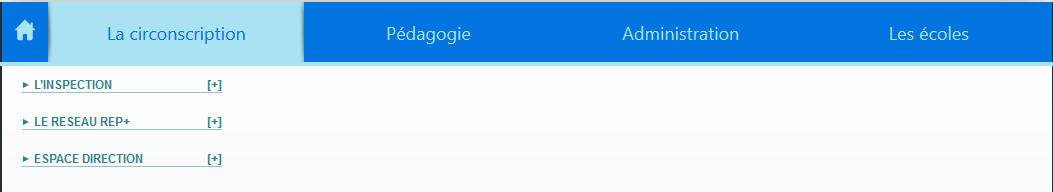 La circonscription Pédagogie Administration Les écoles
► L'INSPECTION [+]
► LE RESEAU REP+ [+]
► ESPACE DIRECTION [+]